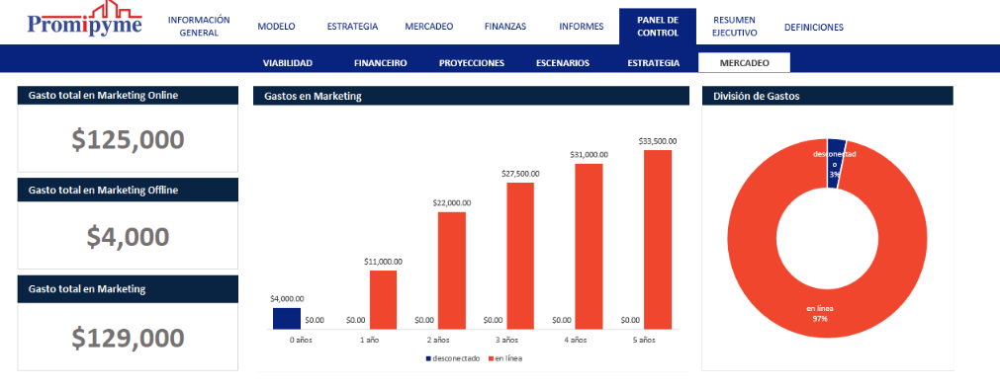 Promipyme
INFORMACIÓN
GENERAL
MODELO
ESTRATEGIA
MERCADEO
FINANZAS
INFORMES
PANEL DE
CONTROL
RESUMEN
EJECUTIVO
DEFINICIONES
VIABILIDAD
FINANCEIRO
PROYECCIONES
ESCENARIOS
ESTRATEGIA
MERCADEO
Gasto total en Marketing Online
$125,000
Gasto total en Marketing Offline
$4,000
Gasto total en Marketing
$129,000
Gastos en Marketing
$4,000.00
$0.00
$0.00
$11,000.00
$0.00
$22,000.00
$0.00
$27,500.00
$0.00
$31,000.00
$0.00
$33,500.00
0 años
1 año
2 años
3 años
4 años
5 años
desconectado
en línea
División de Gastos
desconectad
o
3%
en línea
97%